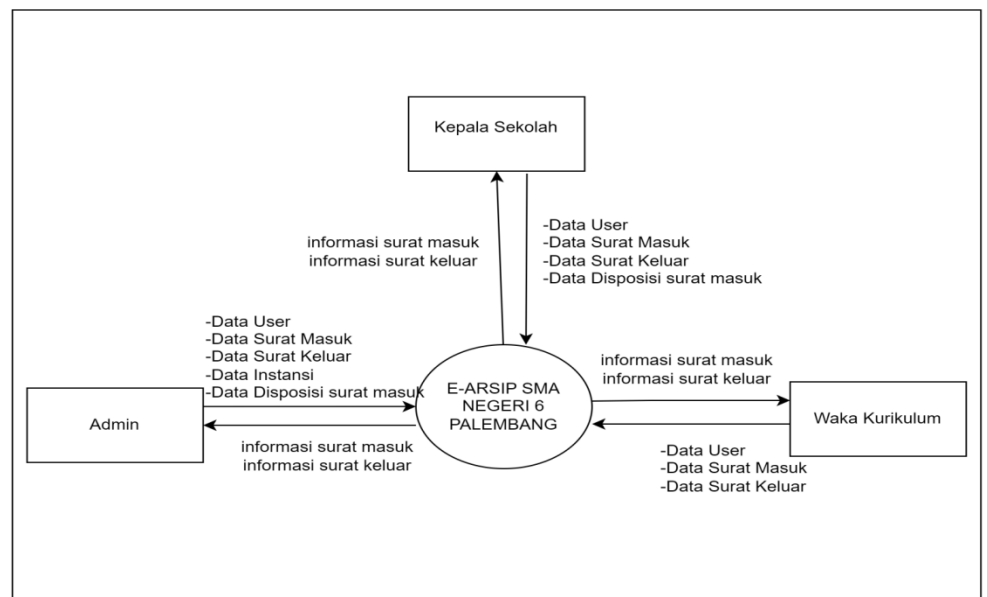 Kepala Sekolah
informasi surat masuk
informasi surat keluar
-Data User
-Data Surat Masuk
-Data Surat Keluar
-Data Disposisi surat masuk
-Data User
-Data Surat Masuk
-Data Surat Keluar
-Data Instansi
-Data Disposisi surat masuk
Admin
informasi surat masuk
informasi surat keluar
E-ARSIP SMA
NEGERI 6
PALEMBANG
informasi surat masuk
informasi surat keluar
Waka Kurikulum
-Data User
-Data Surat Masuk
-Data Surat Keluar